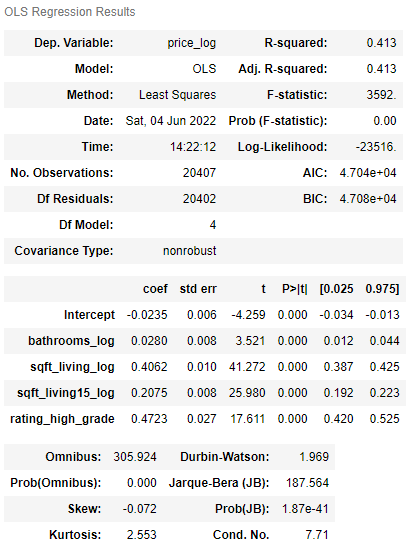 OLS Regression Results
Dep. Variable: price_log R-squared: 0.413
Model: OLS Adj. R-squared: 0.413
Method: Least Squares F-statistic: 3592.
Date: Sat, 04 Jun 2022 Prob (F-statistic): 0.00
Time: 14:22:12 Log-Likelihood: -23516.
No. Observations: 20407 AIC: 4.704e+04
Df Residuals: 20402 BIC: 4.708e+04
Df Model: 4
Covariance Type: nonrobust
coef std err t P>|t| [0.025 0.975]
Intercept -0.0235 0.006 -4.259 0.000 -0.034 -0.013
bathrooms_log 0.0280 0.008 3.521 0.000 0.012 0.044
sqft_living_log 0.4062 0.010 41.272 0.000 0.387 0.425
sqft_living15_log 0.2075 0.008 25.980 0.000 0.192 0.223
rating_high_grade 0.4723 0.027 17.611 0.000 0.420 0.525
Omnibus: 305.924 Durbin-Watson: 1.969
Prob(Omnibus): 0.000 Jarque-Bera (JB): 187.564
Skew: -0.072 Prob(JB): 1.87e-41
Kurtosis: 2.553 Cond. No. 7.71